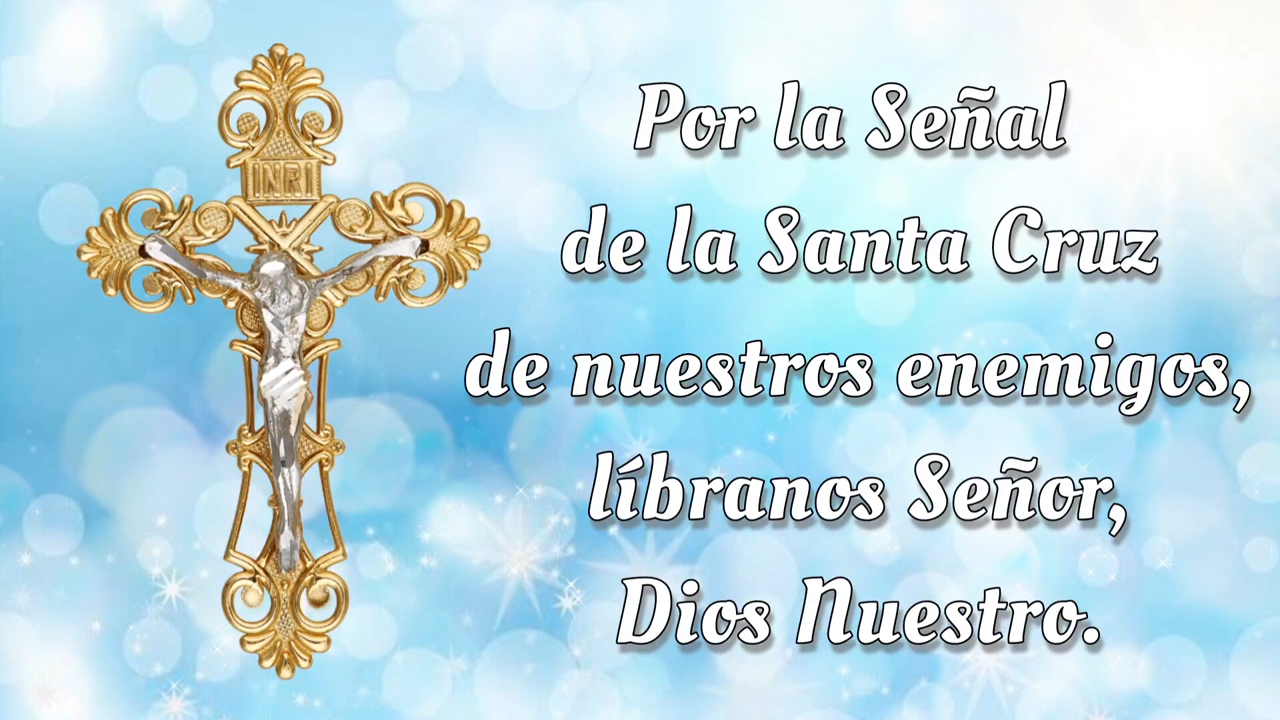 INRI
Por la Señal
de la Santa Cruz
de nuestros enemigos,
líbranos Señor,
Dios Nuestro.